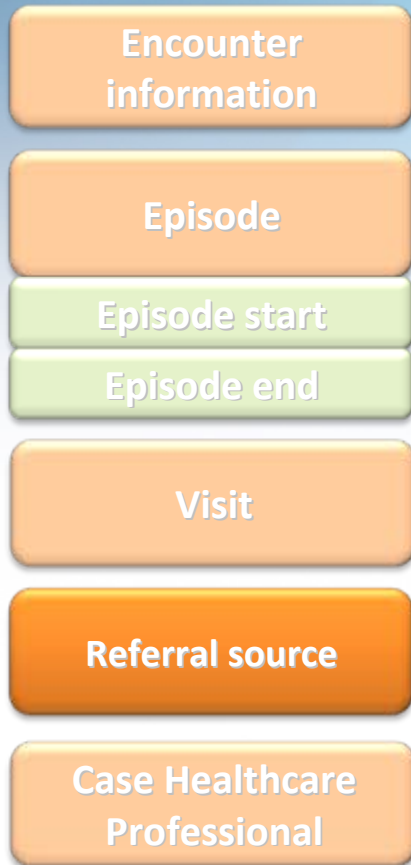 Encounter
information
Episode
Episode start
Episode end
Visit
Referral source
Case Healthcare
Professional